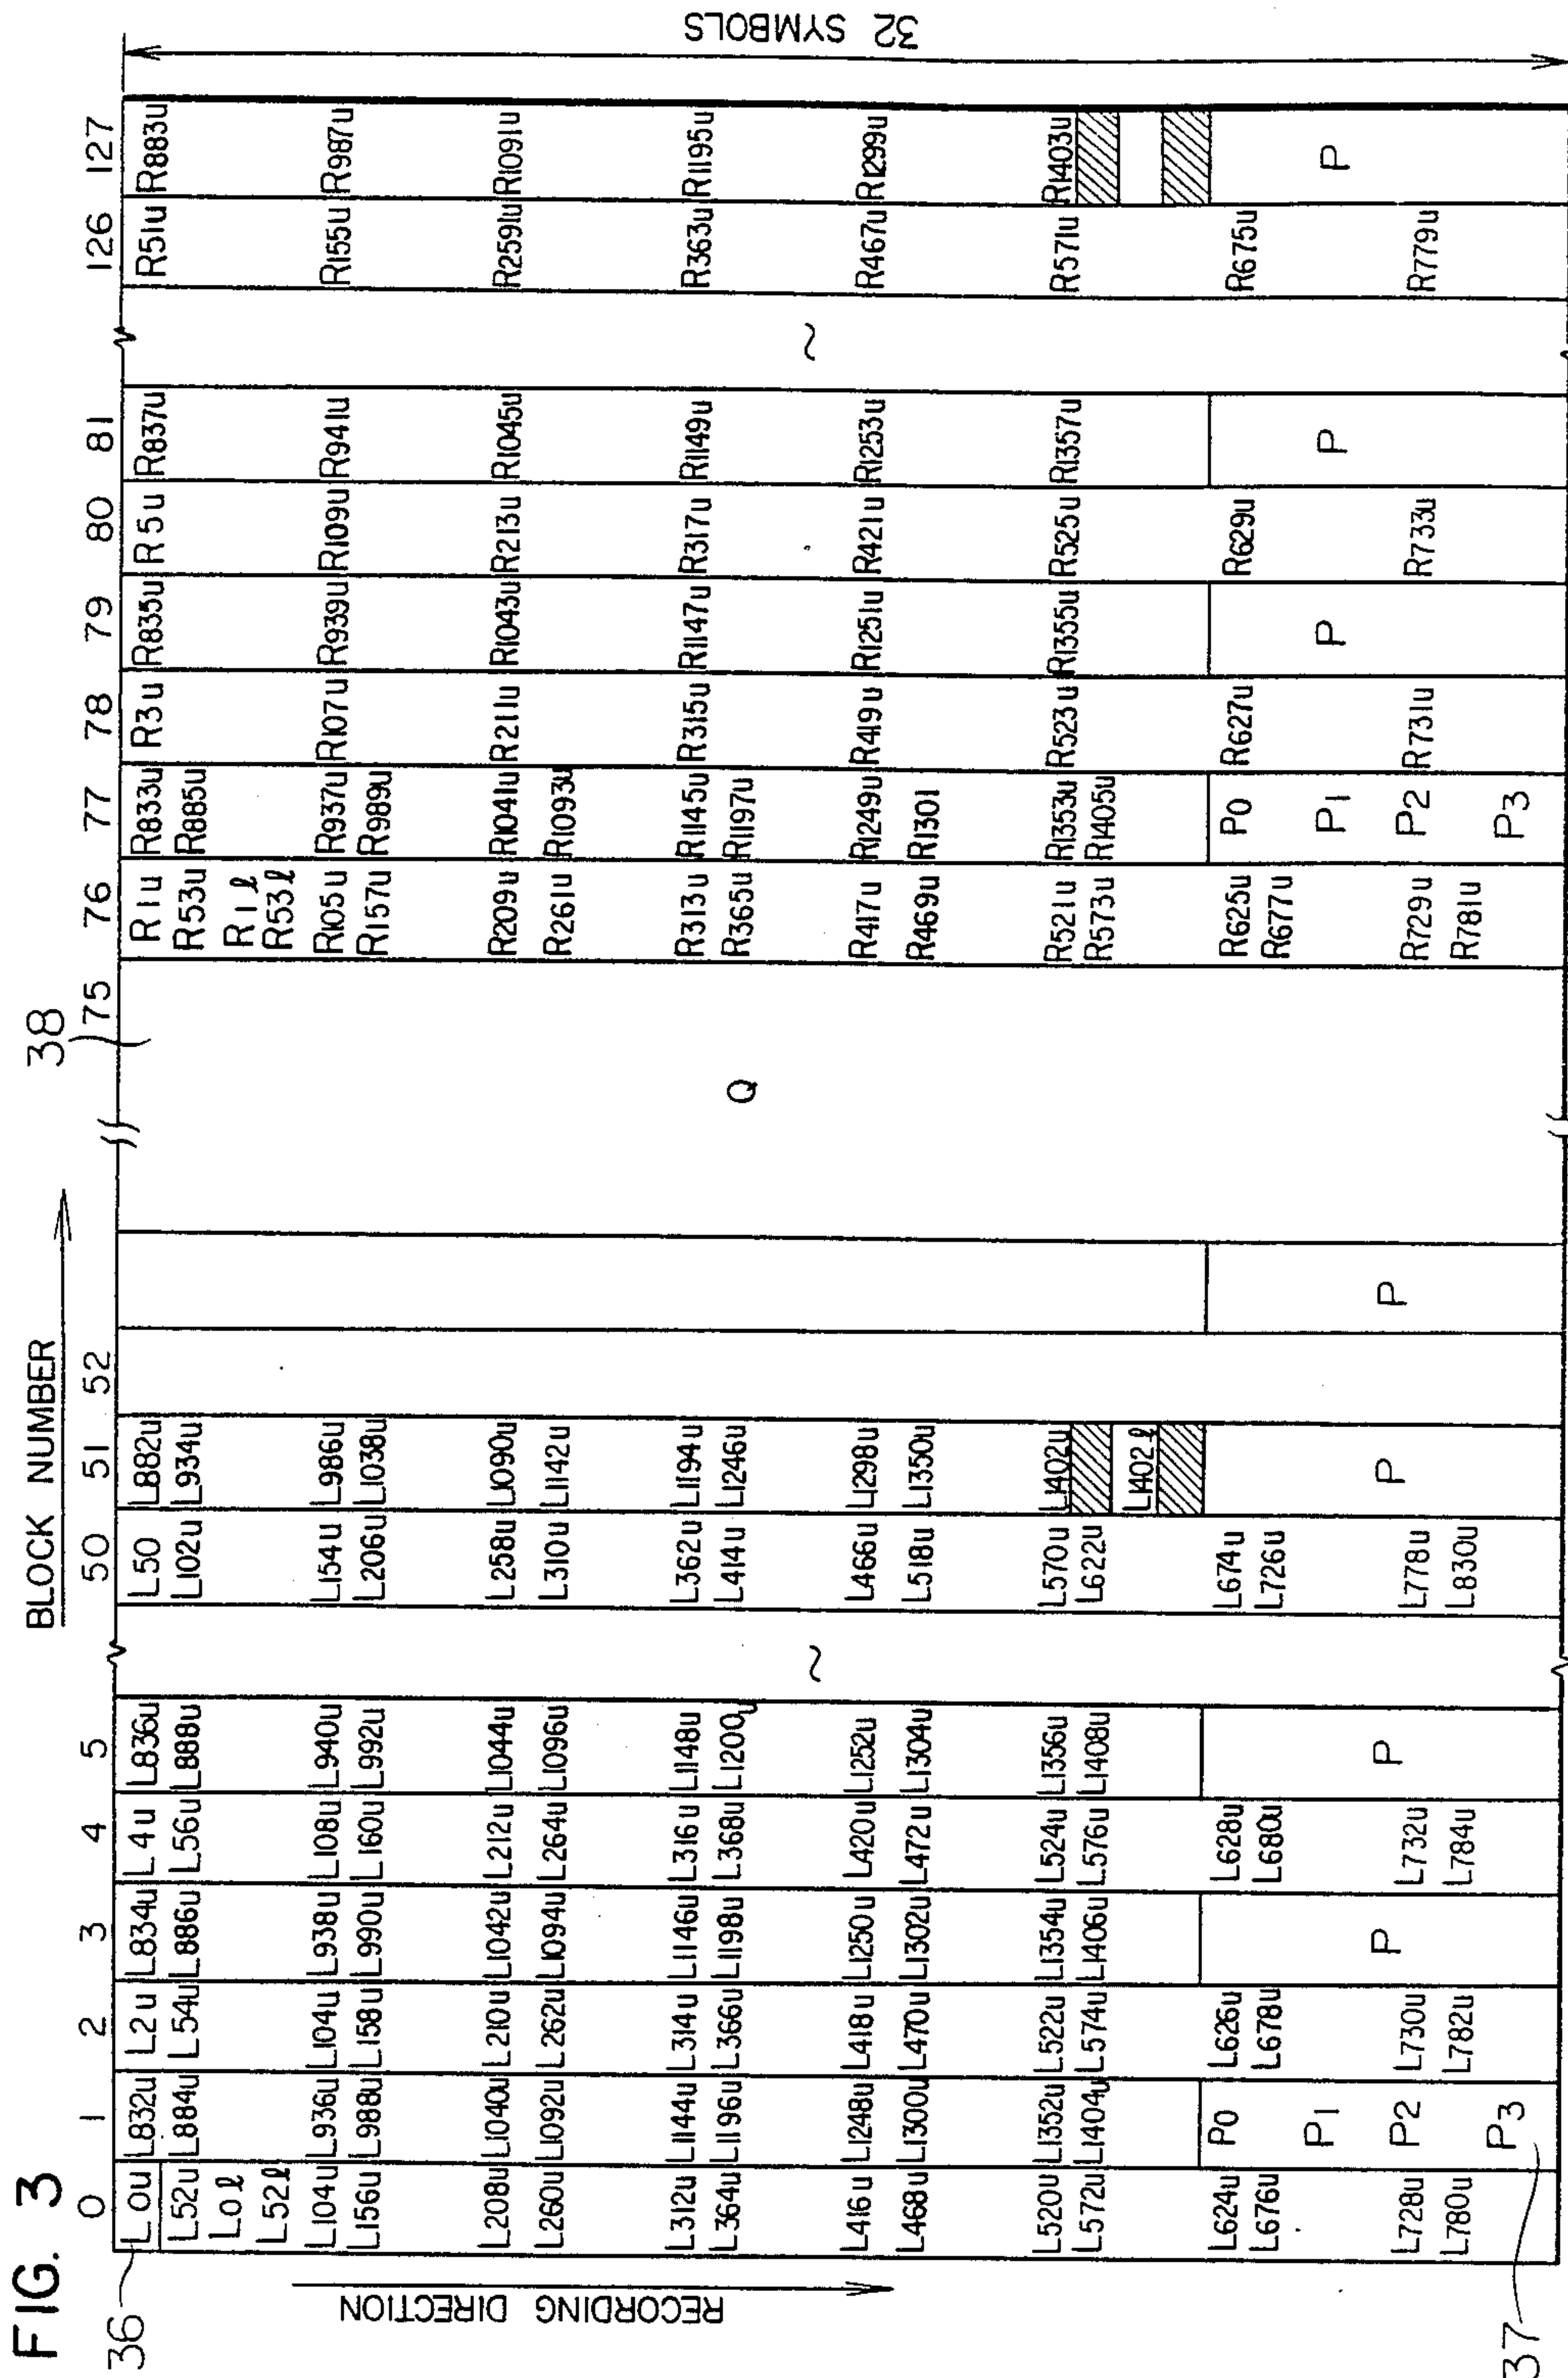 FIG. 3
BLOCK NUMBER
0 1 2 3 4 5 50 51 52 38 75 76 77 78 79 80 81 126 127
36
L0u L832u L2u L834u L4u L836u L50 L882u R1u R833u R3u R835u R5u R837u R51u R883u
L52u L884u L54u L886u L56u L888u L102u L934u R53u R885u
L0ℓ R1ℓ
L52ℓ R53ℓ
L104u L936u L104u L938u L108u L940u L154u L986u R105u R937u R107u R939u R109u R941u R155u R987u
L156u L988u L158u L990u L160u L992u L206u L1038u R157u R989u
L208u L1040u L210u L1042u L212u L1044u L258u L1090u R209u R1041u R211u R1043u R213u R1045u R259u R1091u
L260u L1092u L262u L1094u L264u L1096u L310u L1142u R261u R1093u
Q
L312u L1144u L314u L1146u L316u L1148u L362u L1194u R313u R1145u R315u R1147u R317u R1149u R363u R1195u
L364u L1196u L366u L1198u L368u L1200u L414u L1246u R365u R1197u
~ ~
L416u L1248u L418u L1250u L420u L1252u L466u L1298u R417u R1249u R419u R1251u R421u R1253u R467u R1299u
L468u L1300u L470u L1302u L472u L1304u L518u L1350u R469u R1301
L520u L1352u L522u L1354u L524u L1356u L570u L1402u R521u R1353u R523u R1355u R525u R1357u R571u R1403u
L572u L1404u L574u L1406u L576u L1408u L622u R573u R1405u
L1402ℓ
L624u P0 L626u L628u L674u R625u P0 R627u R629u R675u
L676u L678u L680u L726u R677u
P1 P1 P P P
L728u P2 L730u P L732u P L778u P P R729u P2 R731u R733u R779u
L780u L782u L784u L830u R781u
P3 P3
37
RECORDING DIRECTION
32 SYMBOLS